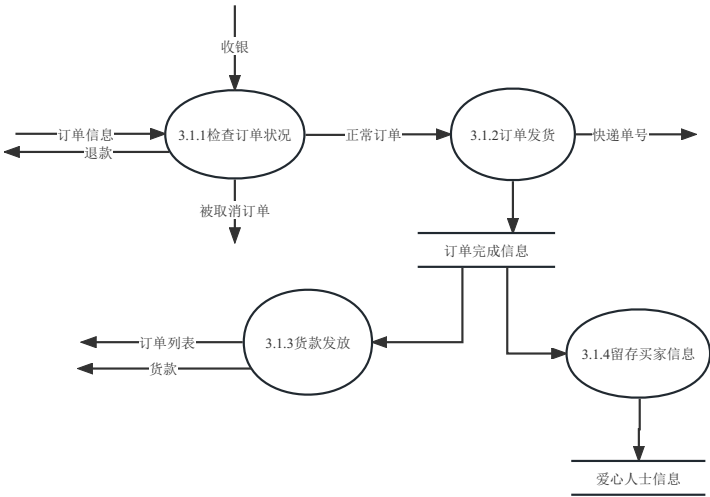 收银
订单信息
3.1.1检查订单状况
正常订单
3.1.2订单发货
快递单号
退款
被取消订单
订单完成信息
订单列表
3.1.3货款发放
货款
3.1.4留存买家信息
爱心人士信息